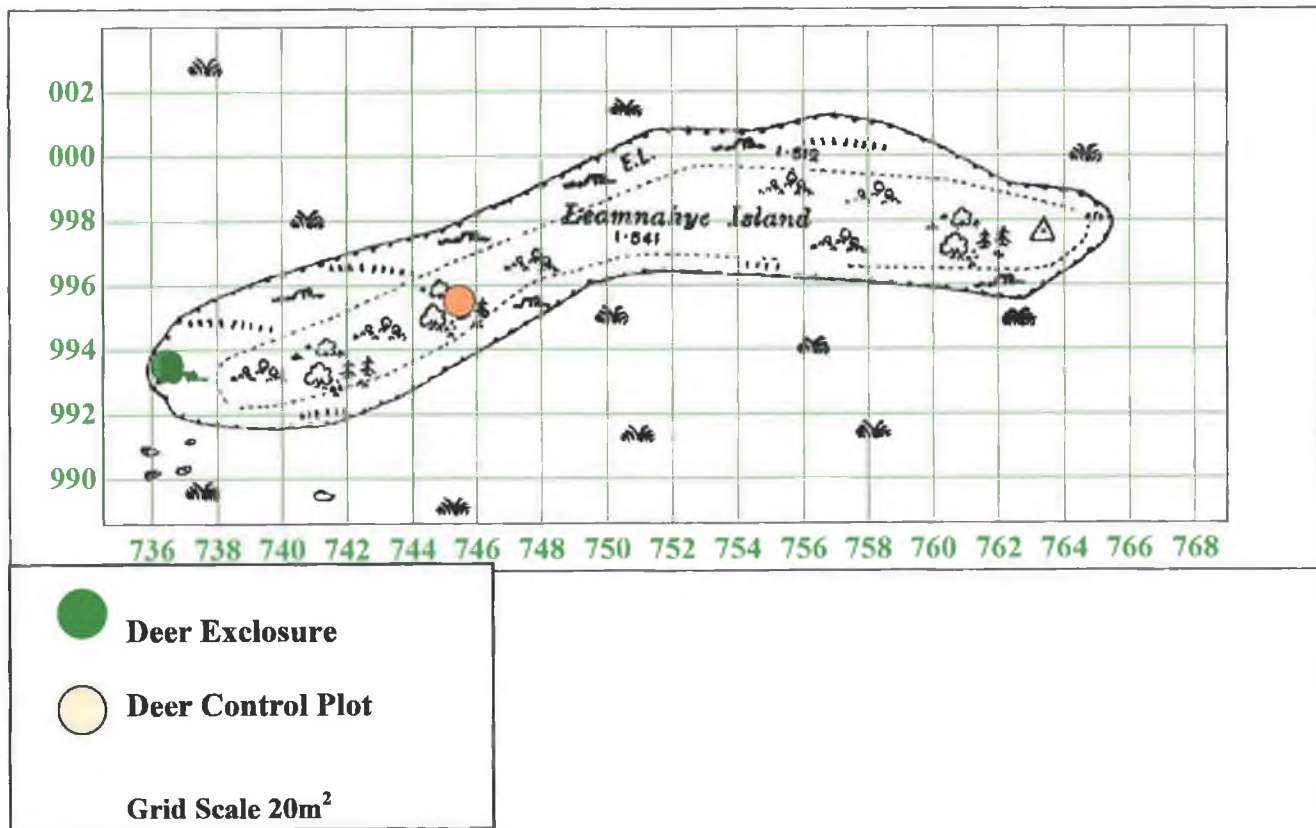 002
000
998
996
994
992
990
E.L.
1·512
Leamnahye Island
1·541
736 738 740 742 744 746 748 750 752 754 756 758 760 762 764 766 768
Deer Exclosure
Deer Control Plot
Grid Scale 20m²